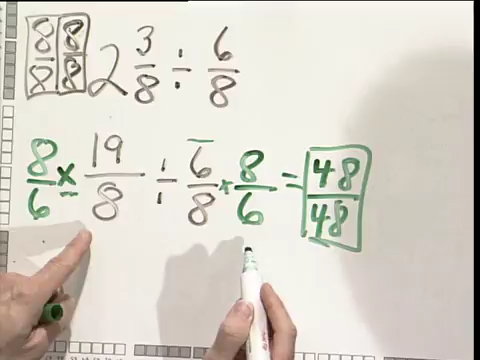 8/8 8/8 2 3/8 ÷ 6/8
8/6 × 19/8 ÷ 6/8 × 8/6 = 48/48